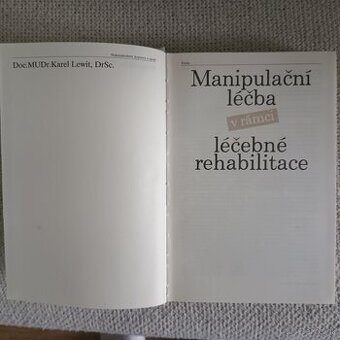 Doc.MUDr.Karel Lewit, DrSc.
Manipulační
léčba
v rámci
léčebné
rehabilitace